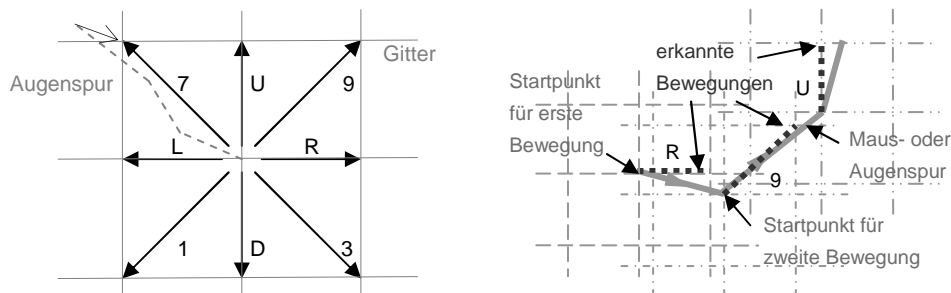 Augenspur
Gitter
7
U
9
L
R
1
D
3
erkannte
Bewegungen
Startpunkt
für erste
Bewegung
U
R
9
Maus- oder
Augenspur
Startpunkt für
zweite Bewegung